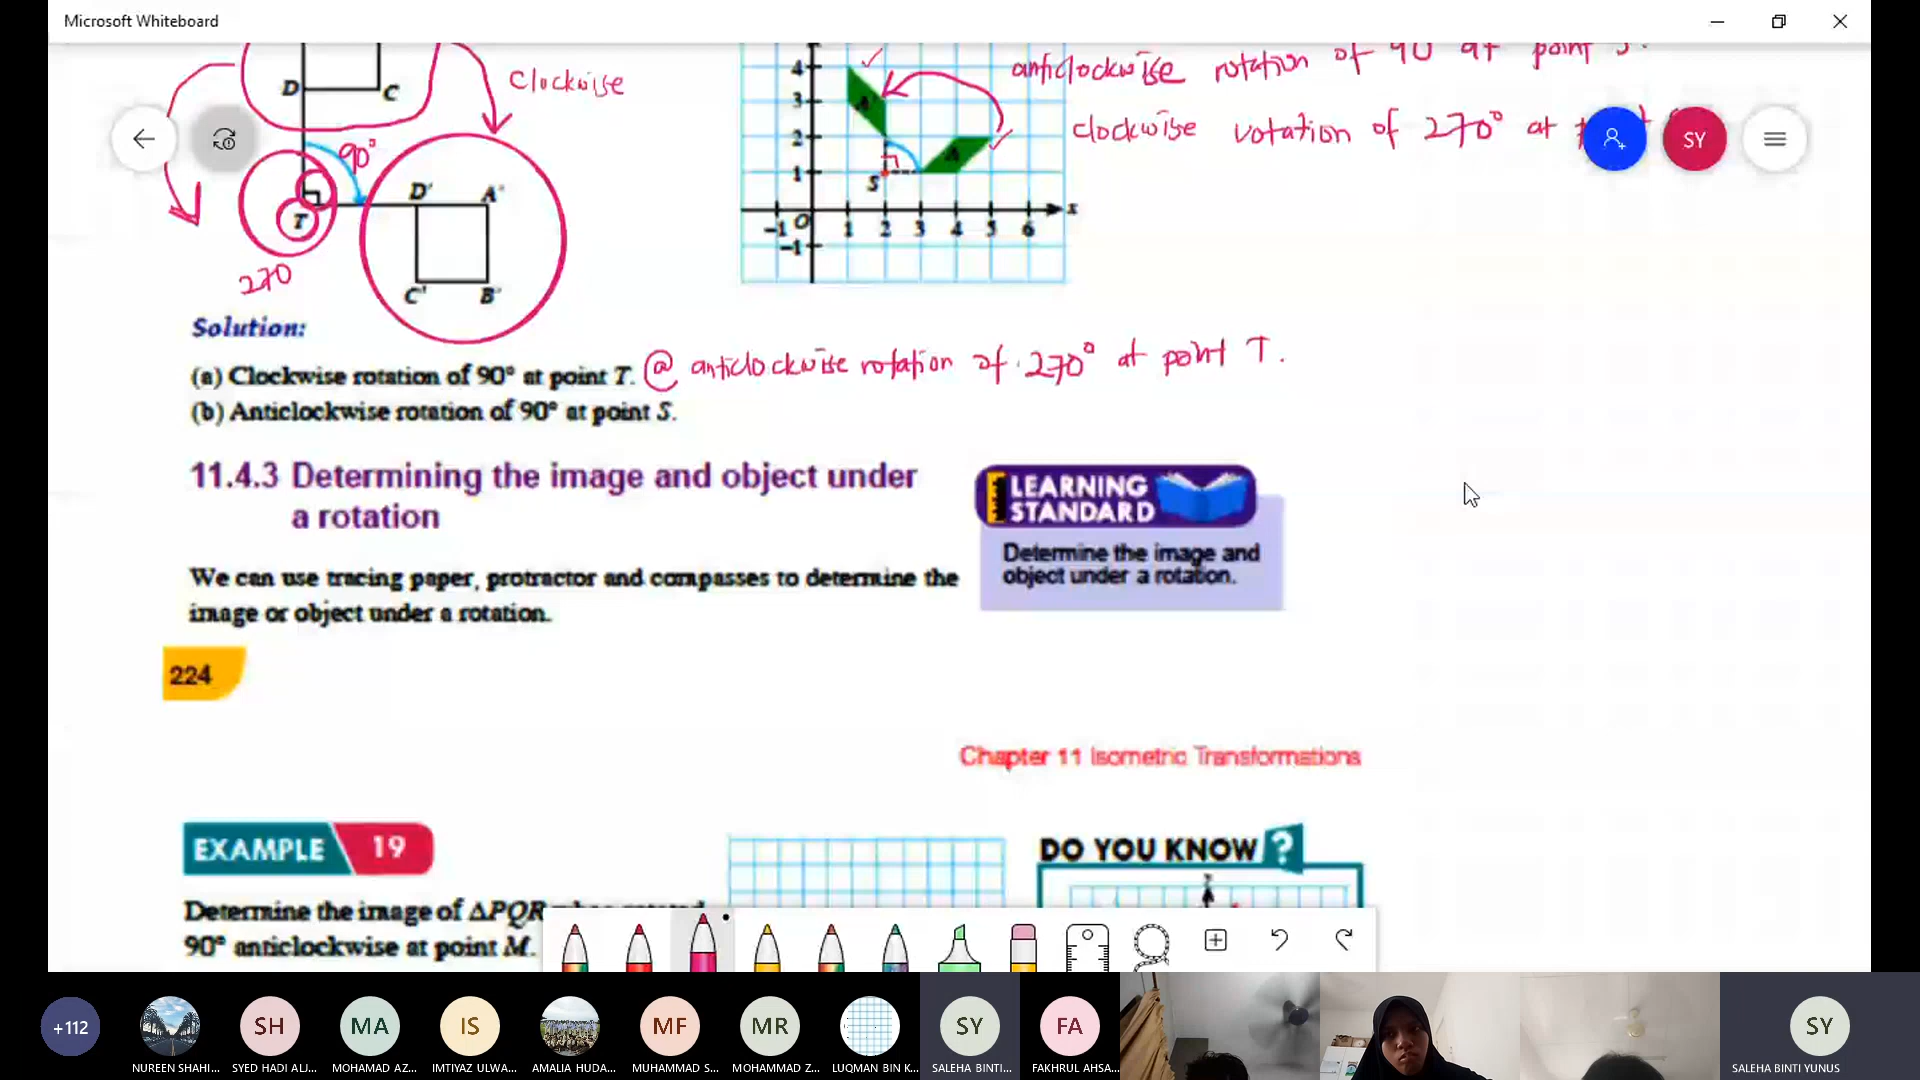 Microsoft Whiteboard
anticlockwise rotation of 90 at point S.
Clockwise
clockwise rotation of 270° at
SY
D
C
90°
T
270
D'
A'
C'
B'
4
3
2
1
A'
A
S
O
x
-1
1
2
3
4
5
6
-1
Solution:
(a) Clockwise rotation of 90° at point T. @ anticlockwise rotation of 270° at point T.
(b) Anticlockwise rotation of 90° at point S.
11.4.3 Determining the image and object under
a rotation
LEARNING
STANDARD
Determine the image and
object under a rotation.
We can use tracing paper, protractor and compasses to determine the
image or object under a rotation.
224
Chapter 11 Isometric Transformations
EXAMPLE 19
DO YOU KNOW ?
Determine the image of ΔPQR
90° anticlockwise at point M.
+112
SH
MA
IS
MF
MR
SY
FA
SY
NUREEN SHAHI...
SYED HADI ALI...
MOHAMAD AZ...
IMTIYAZ ULWA...
AMALIA HUDA...
MUHAMMAD S...
MOHAMMAD Z...
LUQMAN BIN K...
SALEHA BINTI...
FAKHRUL AHSA...
SALEHA BINTI YUNUS